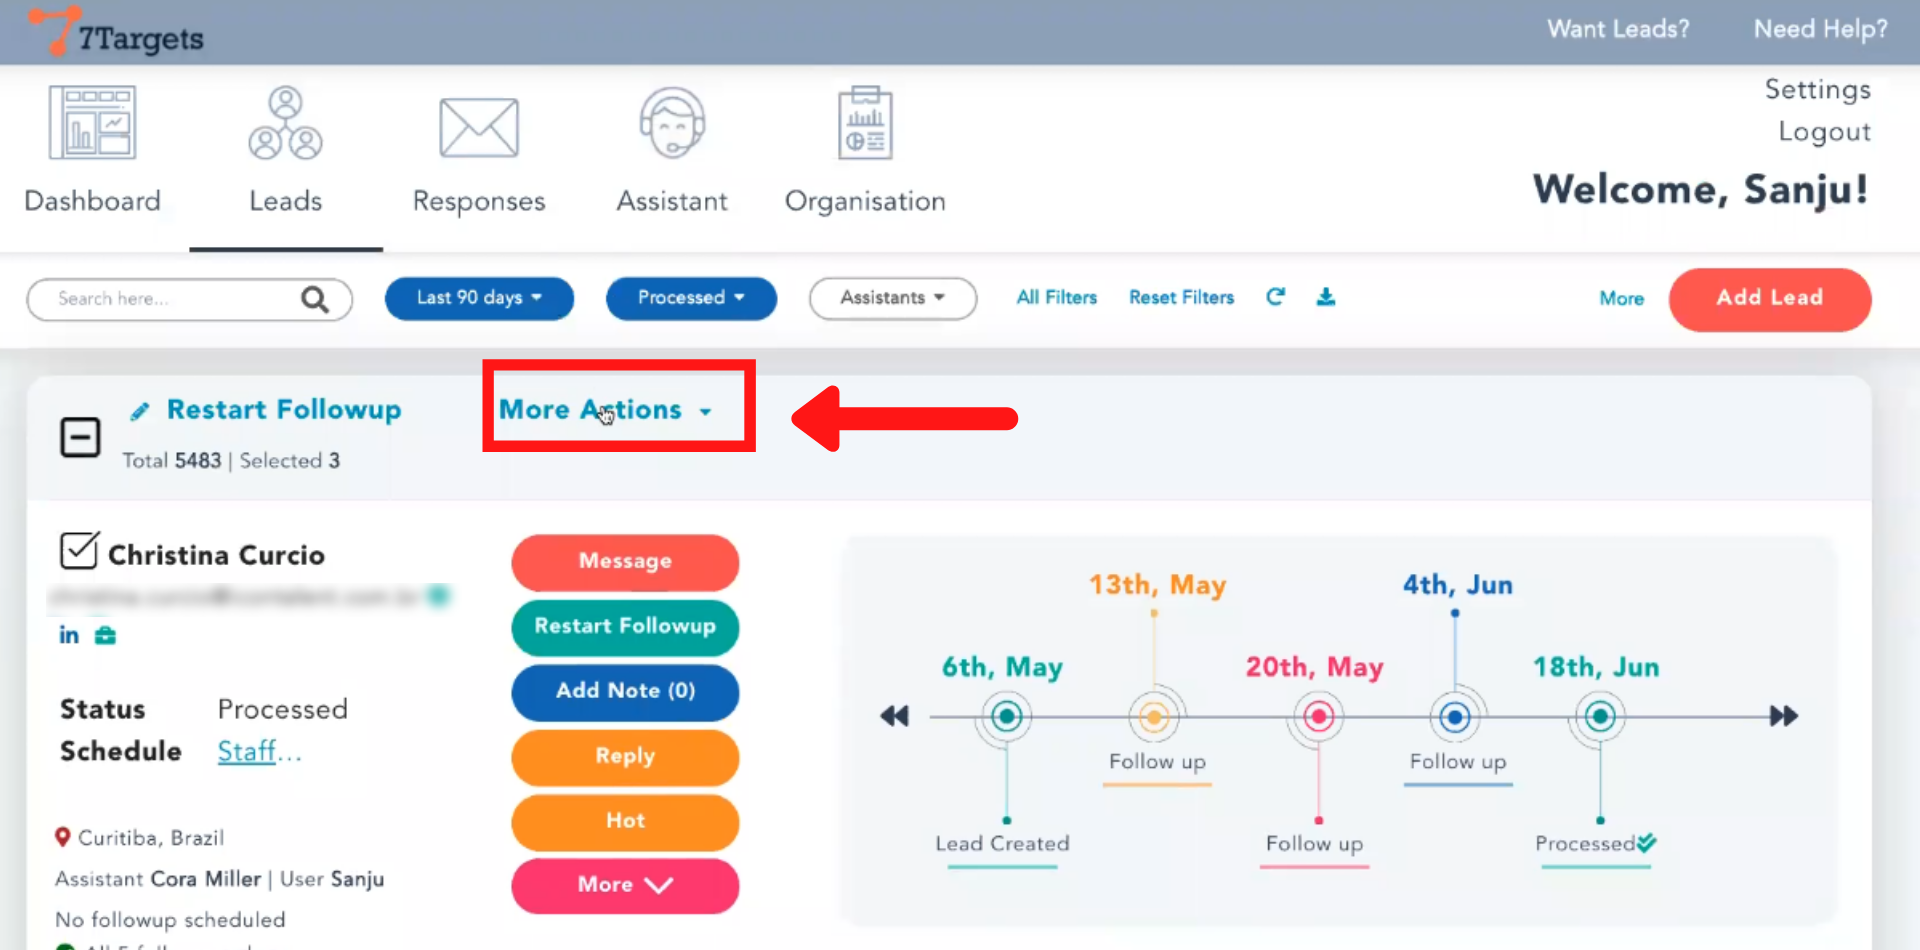 7Targets
Want Leads?
Need Help?
Dashboard
Leads
Responses
Assistant
Organisation
Settings
Logout
Welcome, Sanju!
Search here...
Last 90 days
Processed
Assistants
All Filters
Reset Filters
More
Add Lead
Restart Followup
More Actions
Total 5483 | Selected 3
Christina Curcio
in
Status Processed
Schedule Staff...
Curitiba, Brazil
Assistant Cora Miller | User Sanju
No followup scheduled
Message
Restart Followup
Add Note (0)
Reply
Hot
More
13th, May
4th, Jun
6th, May
20th, May
18th, Jun
Follow up
Follow up
Lead Created
Follow up
Processed